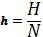 h = H/N